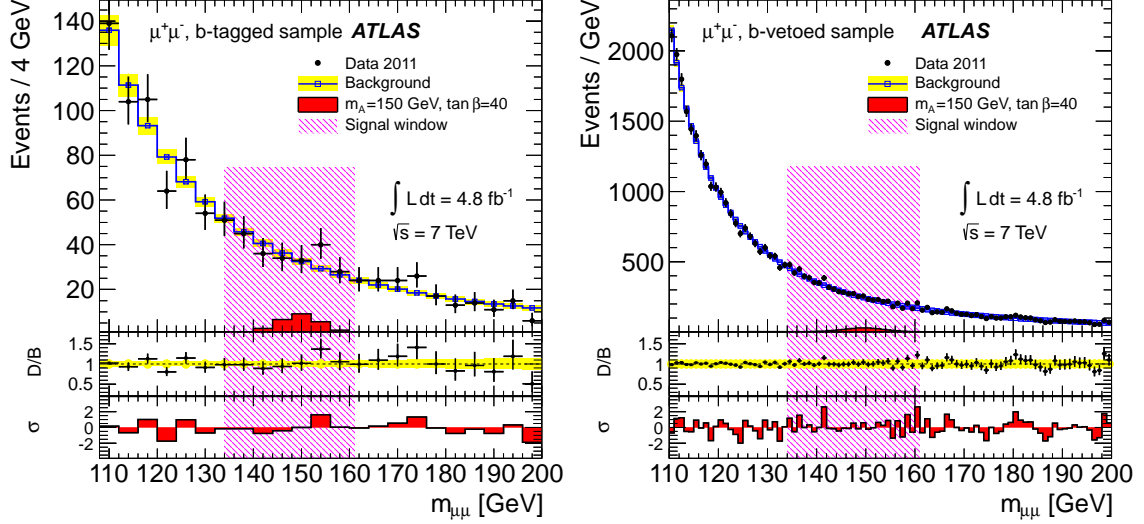 μ⁺μ⁻, b-tagged sample ATLAS
Data 2011
Background
m_A=150 GeV, tan β=40
Signal window
∫ L dt = 4.8 fb⁻¹
√s = 7 TeV
Events / 4 GeV
140
120
100
80
60
40
20
D/B
1.5
1
0.5
σ
2
0
-2
110 120 130 140 150 160 170 180 190 200
m_μμ [GeV]
μ⁺μ⁻, b-vetoed sample ATLAS
Data 2011
Background
m_A=150 GeV, tan β=40
Signal window
∫ L dt = 4.8 fb⁻¹
√s = 7 TeV
Events / GeV
2000
1500
1000
500
D/B
1.5
1
0.5
σ
2
0
-2
110 120 130 140 150 160 170 180 190 200
m_μμ [GeV]